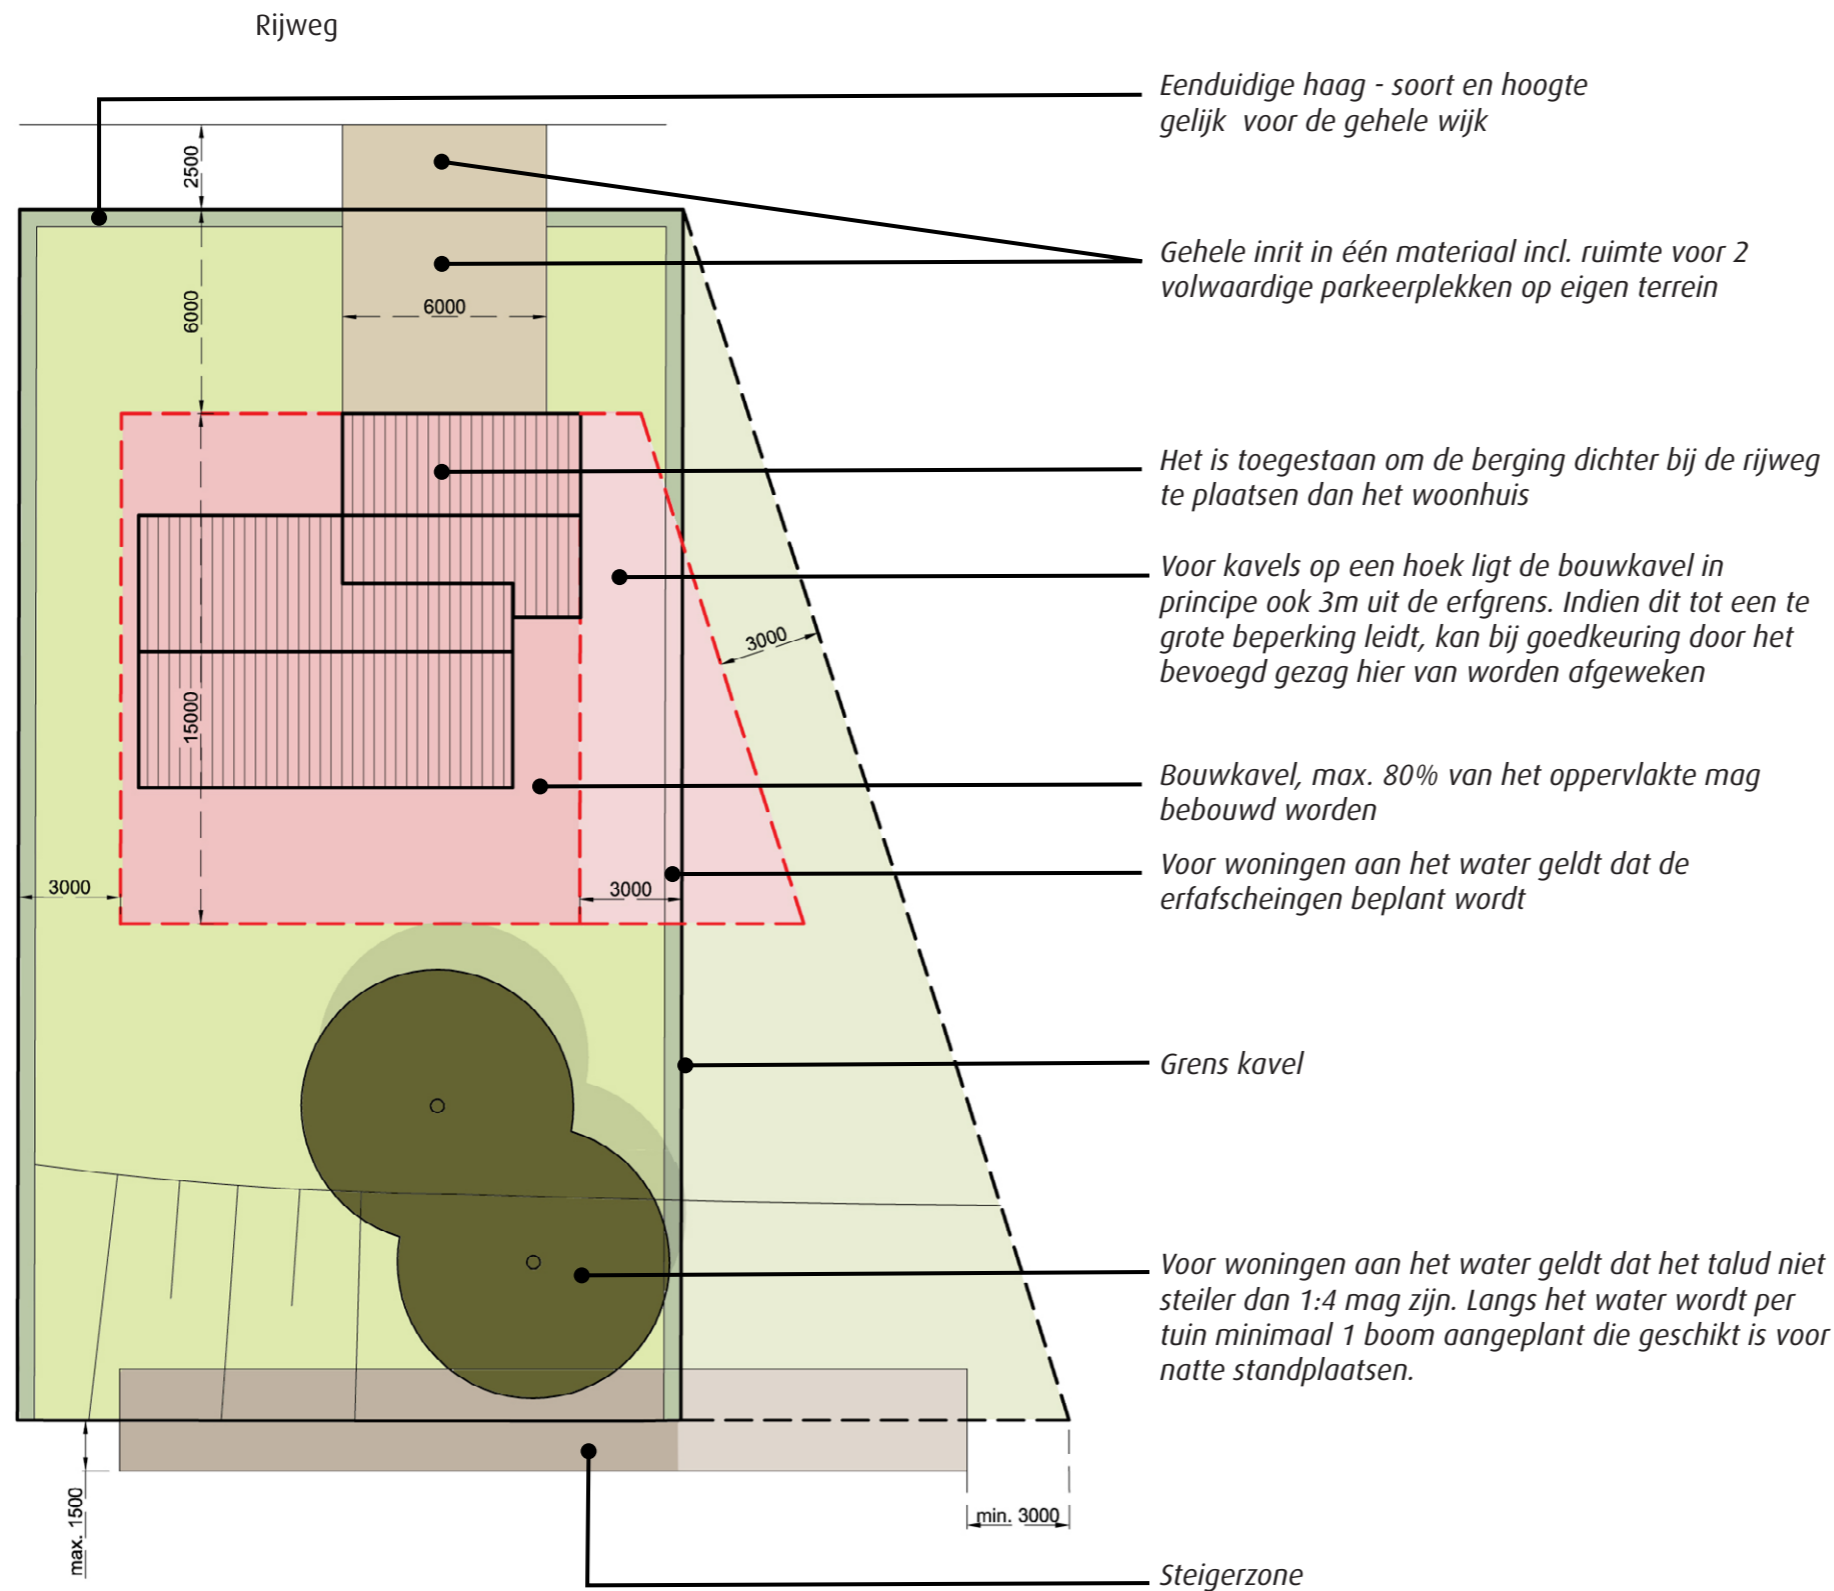 Rijweg
Eenduidige haag - soort en hoogte
gelijk voor de gehele wijk
2500
Gehele inrit in één materiaal incl. ruimte voor 2
volwaardige parkeerplekken op eigen terrein
6000
6000
Het is toegestaan om de berging dichter bij de rijweg
te plaatsen dan het woonhuis
Voor kavels op een hoek ligt de bouwkavel in
principe ook 3m uit de erfgrens. Indien dit tot een te
grote beperking leidt, kan bij goedkeuring door het
bevoegd gezag hier van worden afgeweken
3000
15000
Bouwkavel, max. 80% van het oppervlakte mag
bebouwd worden
Voor woningen aan het water geldt dat de
erfafscheingen beplant wordt
3000
3000
Grens kavel
Voor woningen aan het water geldt dat het talud niet
steiler dan 1:4 mag zijn. Langs het water wordt per
tuin minimaal 1 boom aangeplant die geschikt is voor
natte standplaatsen.
max. 1500
min. 3000
Steigerzone